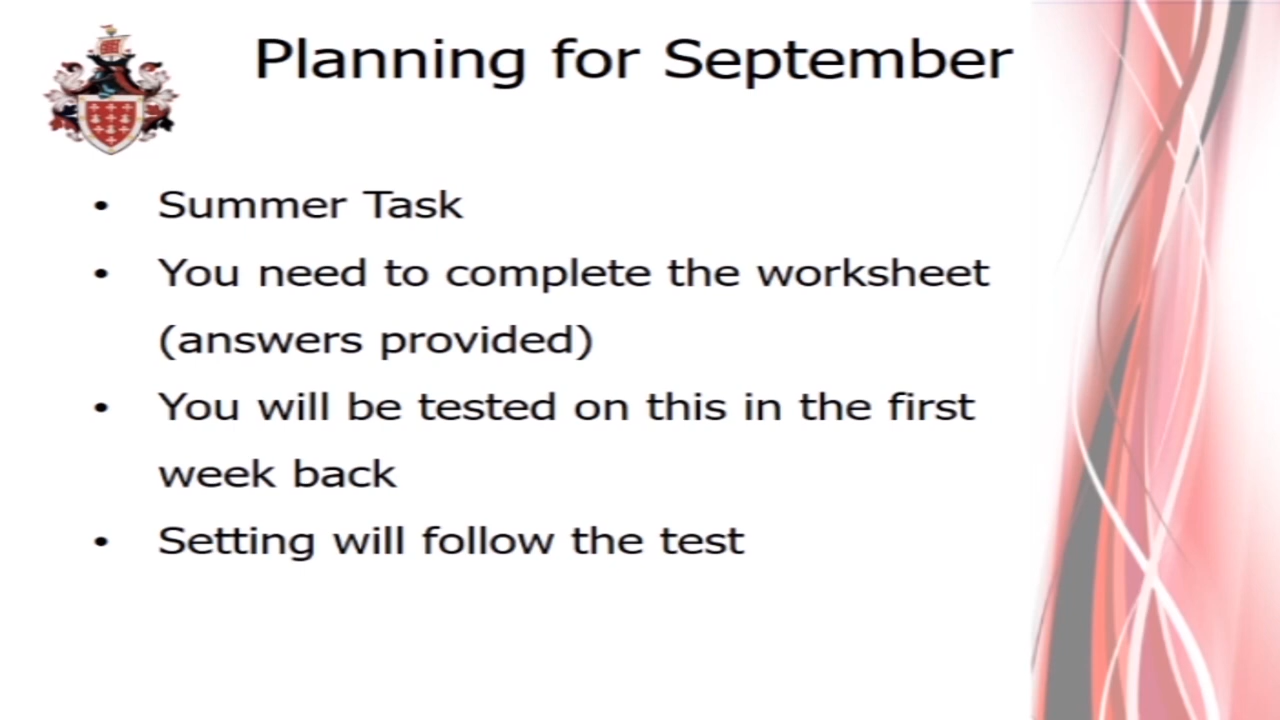 Planning for September
• Summer Task
• You need to complete the worksheet
(answers provided)
• You will be tested on this in the first
week back
• Setting will follow the test